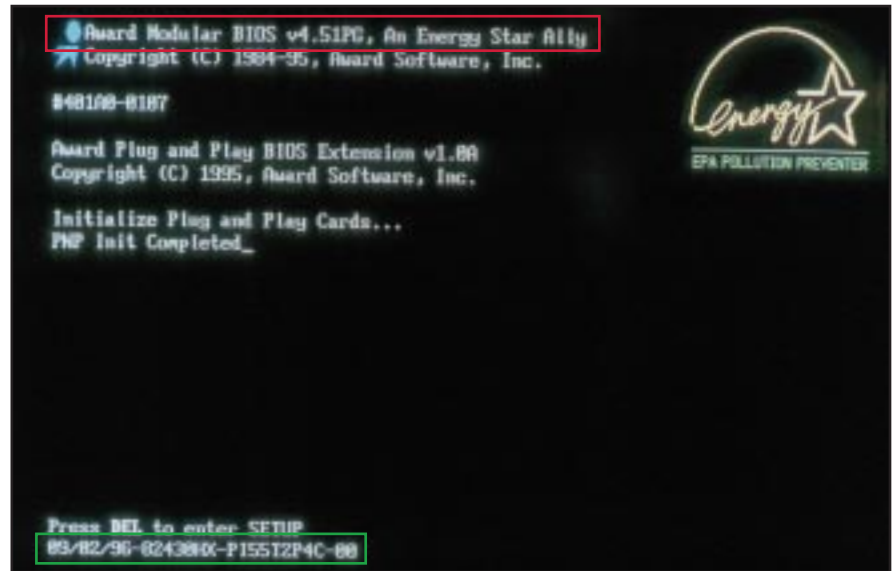 Award Modular BIOS v4.51PG, An Energy Star Ally
Copyright (C) 1984-95, Award Software, Inc.
#401A0-0107
Award Plug and Play BIOS Extension v1.0A
Copyright (C) 1995, Award Software, Inc.
Initialize Plug and Play Cards...
PNP Init Completed_
energy
EPA POLLUTION PREVENTER
Press DEL to enter SETUP
09/02/96-82430HX-PI55T2P4C-00